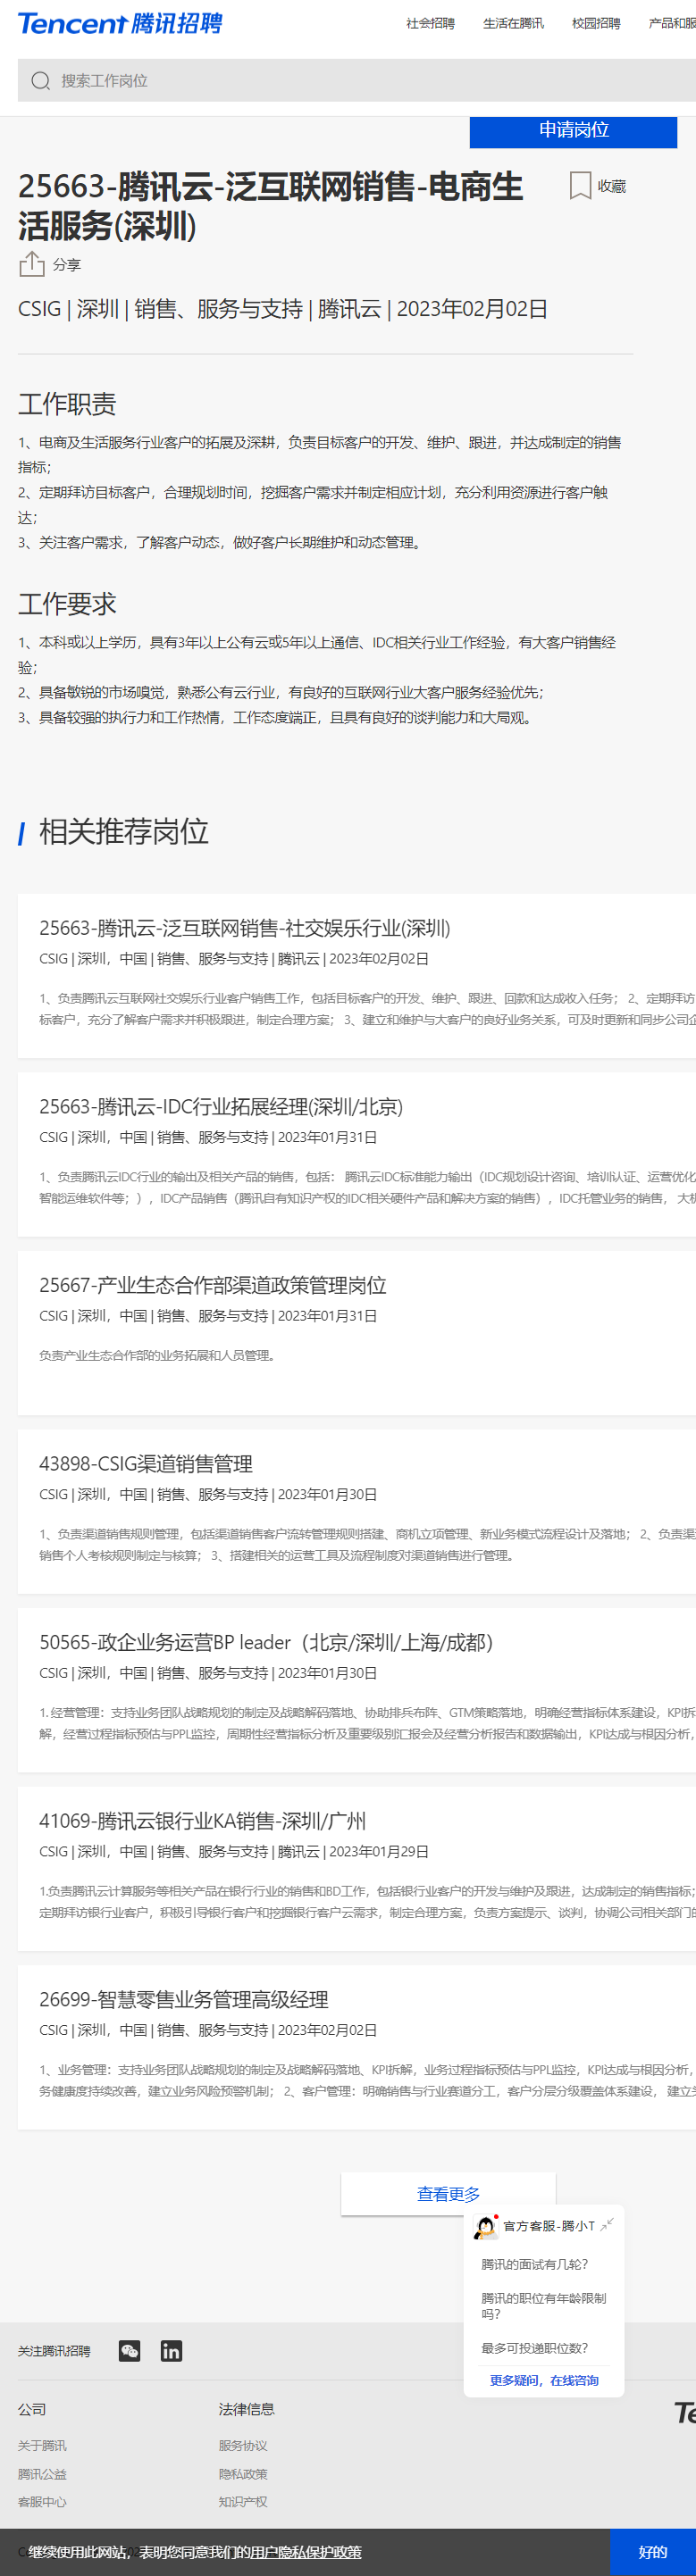 Tencent 腾讯招聘
社会招聘 生活在腾讯 校园招聘 产品和服
搜索工作岗位
申请岗位
25663-腾讯云-泛互联网销售-电商生
活服务(深圳)
收藏
分享
CSIG | 深圳 | 销售、服务与支持 | 腾讯云 | 2023年02月02日
工作职责
1、电商及生活服务行业客户的拓展及深耕，负责目标客户的开发、维护、跟进，并达成制定的销售
指标；
2、定期拜访目标客户，合理规划时间，挖掘客户需求并制定相应计划，充分利用资源进行客户触
达；
3、关注客户需求，了解客户动态，做好客户长期维护和动态管理。
工作要求
1、本科或以上学历，具有3年以上公有云或5年以上通信、IDC相关行业工作经验，有大客户销售经
验；
2、具备敏锐的市场嗅觉，熟悉公有云行业，有良好的互联网行业大客户服务经验优先；
3、具备较强的执行力和工作热情，工作态度端正，且具有良好的谈判能力和大局观。
相关推荐岗位
25663-腾讯云-泛互联网销售-社交娱乐行业(深圳)
CSIG | 深圳，中国 | 销售、服务与支持 | 腾讯云 | 2023年02月02日
1、负责腾讯云互联网社交娱乐行业客户销售工作，包括目标客户的开发、维护、跟进、回款和达成收入任务； 2、定期拜访
标客户，充分了解客户需求并积极跟进，制定合理方案； 3、建立和维护与大客户的良好业务关系，可及时更新和同步公司企
25663-腾讯云-IDC行业拓展经理(深圳/北京)
CSIG | 深圳，中国 | 销售、服务与支持 | 2023年01月31日
1、负责腾讯云IDC行业的输出及相关产品的销售，包括： 腾讯云IDC标准能力输出（IDC规划设计咨询、培训认证、运营优化
智能运维软件等；），IDC产品销售（腾讯自有知识产权的IDC相关硬件产品和解决方案的销售），IDC托管业务的销售， 大机
25667-产业生态合作部渠道政策管理岗位
CSIG | 深圳，中国 | 销售、服务与支持 | 2023年01月31日
负责产业生态合作部的业务拓展和人员管理。
43898-CSIG渠道销售管理
CSIG | 深圳，中国 | 销售、服务与支持 | 2023年01月30日
1、负责渠道销售规则管理，包括渠道销售客户流转管理规则搭建、商机立项管理、新业务模式流程设计及落地； 2、负责渠
销售个人考核规则制定与核算； 3、搭建相关的运营工具及流程制度对渠道销售进行管理。
50565-政企业务运营BP leader（北京/深圳/上海/成都）
CSIG | 深圳，中国 | 销售、服务与支持 | 2023年01月30日
1. 经营管理：支持业务团队战略规划的制定及战略解码落地、协助排兵布阵、GTM策略落地，明确经营指标体系建设，KPI拆
解，经营过程指标预估与PPL监控，周期性经营指标分析及重要级别汇报会及经营分析报告和数据输出，KPI达成与根因分析，
41069-腾讯云银行业KA销售-深圳/广州
CSIG | 深圳，中国 | 销售、服务与支持 | 腾讯云 | 2023年01月29日
1.负责腾讯云计算服务等相关产品在银行行业的销售和BD工作，包括银行业客户的开发与维护及跟进，达成制定的销售指标；
定期拜访银行业客户，积极引导银行客户和挖掘银行客户云需求，制定合理方案，负责方案提示、谈判，协调公司相关部门的
26699-智慧零售业务管理高级经理
CSIG | 深圳，中国 | 销售、服务与支持 | 2023年02月02日
1、业务管理：支持业务团队战略规划的制定及战略解码落地、KPI拆解，业务过程指标预估与PPL监控，KPI达成与根因分析，
务健康度持续改善，建立业务风险预警机制； 2、客户管理：明确销售与行业赛道分工，客户分层分级覆盖体系建设， 建立
查看更多
官方客服-腾小T
腾讯的面试有几轮？
腾讯的职位有年龄限制
吗？
最多可投递职位数？
更多疑问，在线咨询
关注腾讯招聘
公司 法律信息
关于腾讯 服务协议
腾讯公益 隐私政策
客服中心 知识产权
继续使用此网站，表明您同意我们的用户隐私保护政策
好的